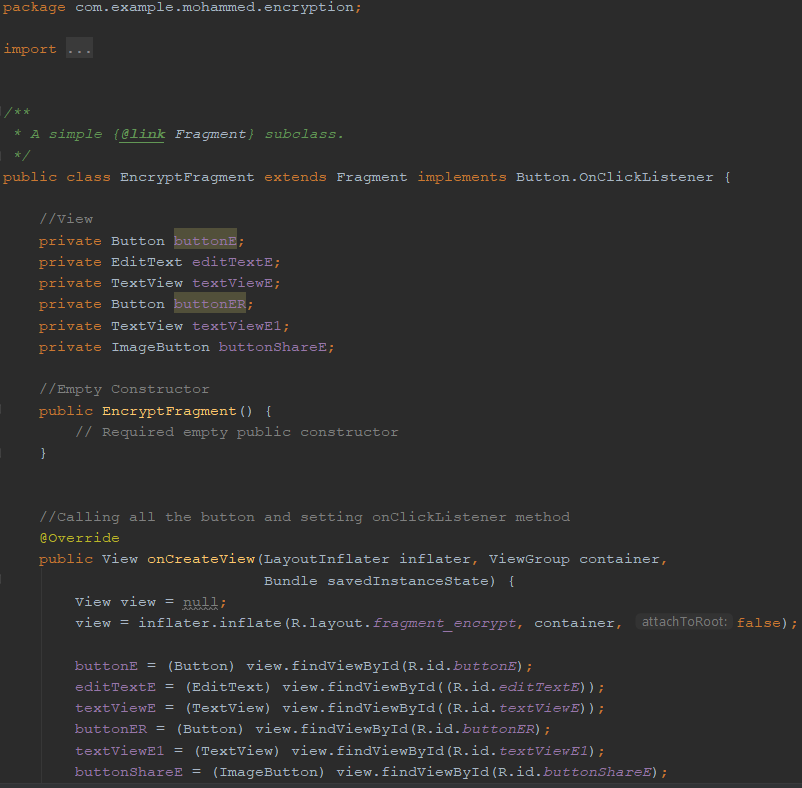 package com.example.mohammed.encryption;
import ...
/**
* A simple {@link Fragment} subclass.
*/
public class EncryptFragment extends Fragment implements Button.OnClickListener {
//View
private Button buttonE;
private EditText editTextE;
private TextView textViewE;
private Button buttonER;
private TextView textViewE1;
private ImageButton buttonShareE;
//Empty Constructor
public EncryptFragment() {
// Required empty public constructor
}
//Calling all the button and setting onClickListener method
@Override
public View onCreateView(LayoutInflater inflater, ViewGroup container,
Bundle savedInstanceState) {
View view = null;
view = inflater.inflate(R.layout.fragment_encrypt, container, attachToRoot: false);
buttonE = (Button) view.findViewById(R.id.buttonE);
editTextE = (EditText) view.findViewById((R.id.editTextE));
textViewE = (TextView) view.findViewById((R.id.textViewE));
buttonER = (Button) view.findViewById(R.id.buttonER);
textViewE1 = (TextView) view.findViewById(R.id.textViewE1);
buttonShareE = (ImageButton) view.findViewById(R.id.buttonShareE);